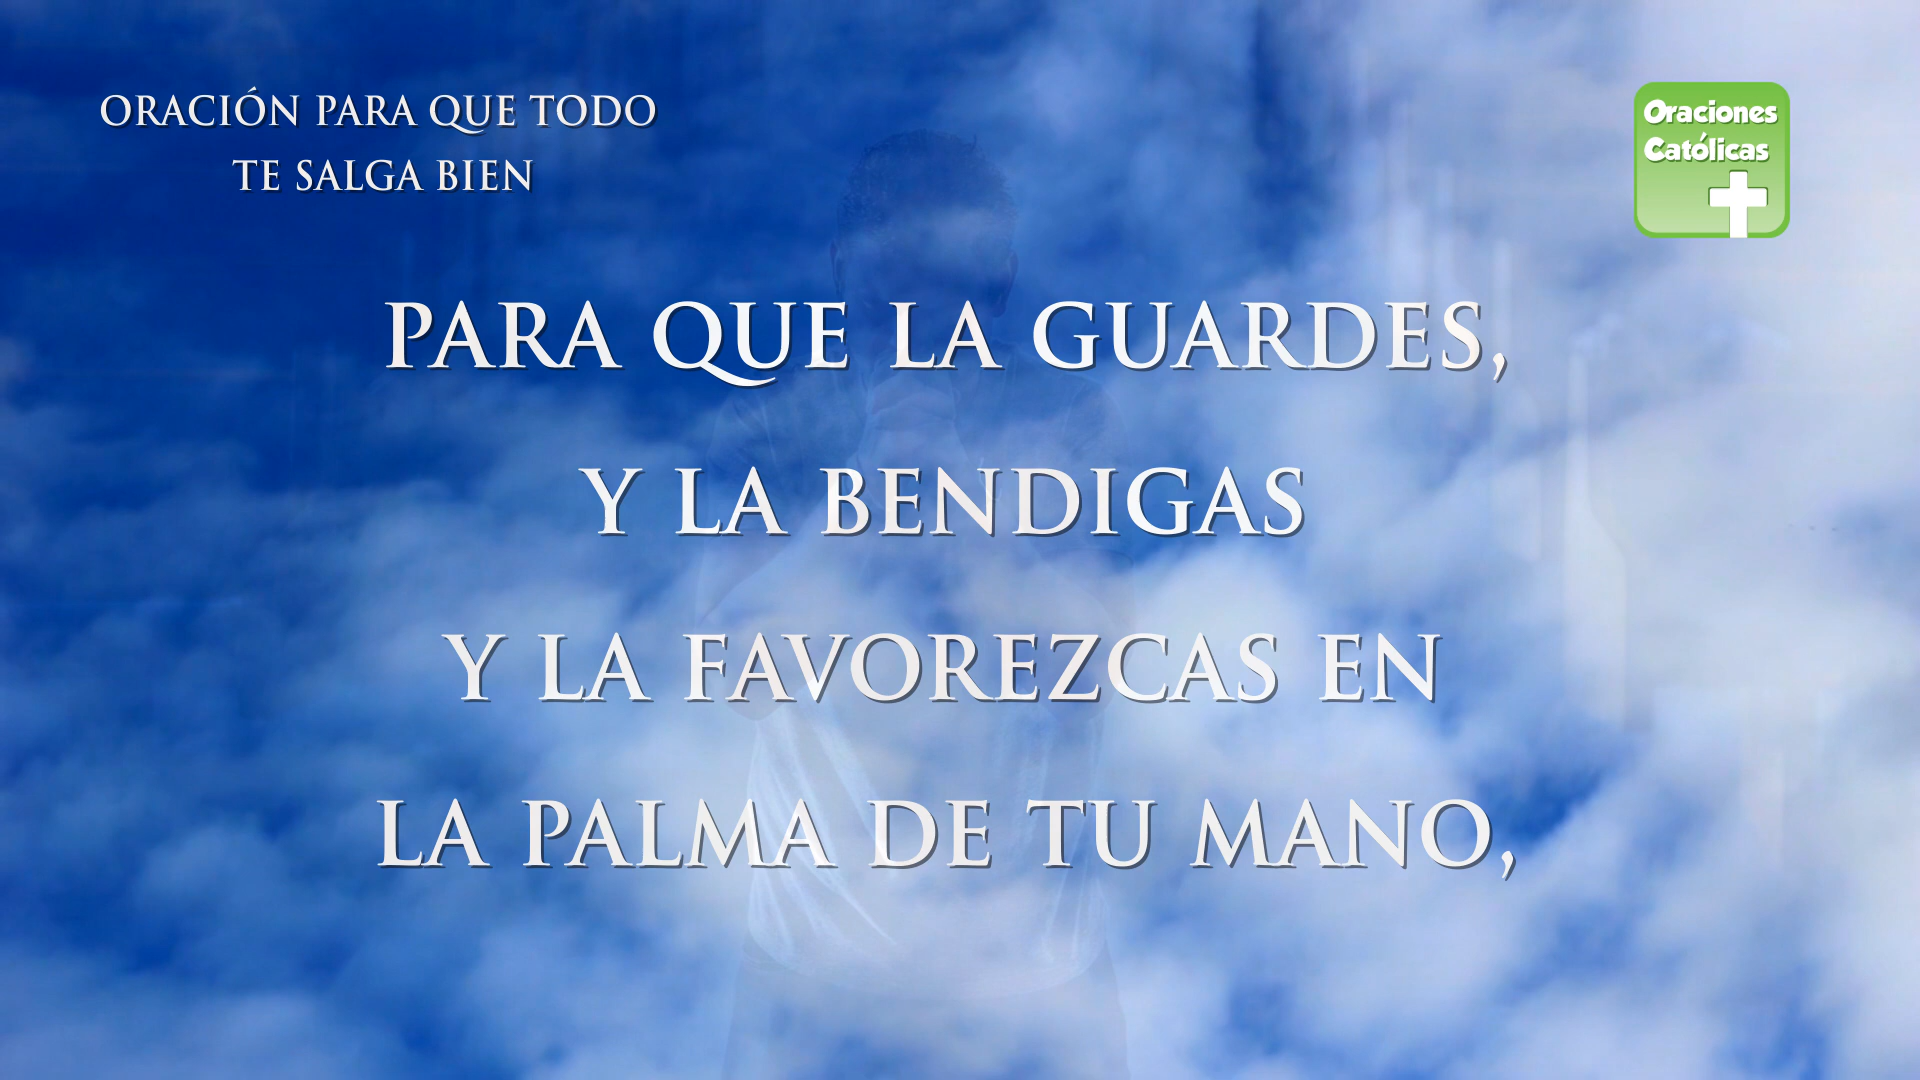 ORACIÓN PARA QUE TODO
TE SALGA BIEN
Oraciones
Católicas
PARA QUE LA GUARDES,
Y LA BENDIGAS
Y LA FAVOREZCAS EN
LA PALMA DE TU MANO,